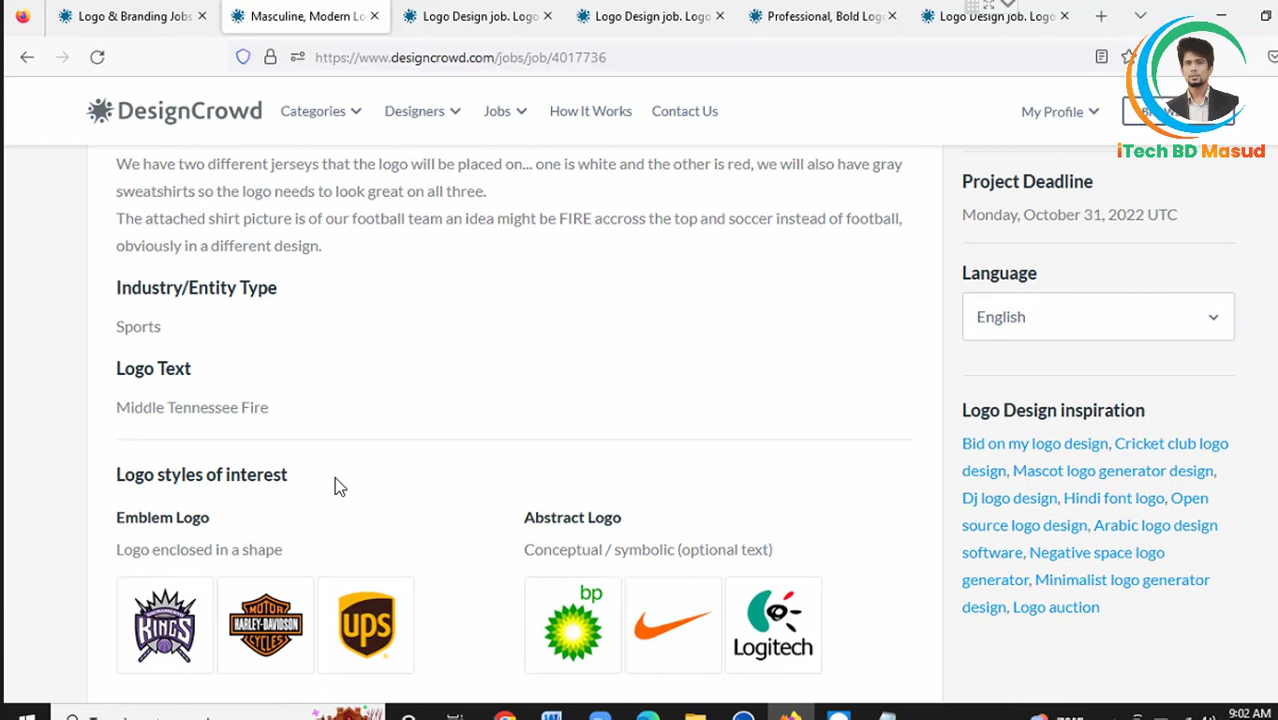 Logo & Branding Jobs
Masculine, Modern Lo
Logo Design job. Logo
Logo Design job. Logo
Professional, Bold Logo
Logo Design job. Logo
https://www.designcrowd.com/jobs/job/4017736
DesignCrowd
Categories
Designers
Jobs
How It Works
Contact Us
My Profile
iTech BD Masud
We have two different jerseys that the logo will be placed on... one is white and the other is red, we will also have gray
sweatshirts so the logo needs to look great on all three.
The attached shirt picture is of our football team an idea might be FIRE accross the top and soccer instead of football,
obviously in a different design.
Industry/Entity Type
Sports
Logo Text
Middle Tennessee Fire
Logo styles of interest
Emblem Logo
Logo enclosed in a shape
KINGS
MOTOR
HARLEY-DAVIDSON
CYCLES
ups
Abstract Logo
Conceptual / symbolic (optional text)
bp
Logitech
Project Deadline
Monday, October 31, 2022 UTC
Language
English
Logo Design inspiration
Bid on my logo design, Cricket club logo
design, Mascot logo generator design,
Dj logo design, Hindi font logo, Open
source logo design, Arabic logo design
software, Negative space logo
generator, Minimalist logo generator
design, Logo auction
9:02 AM